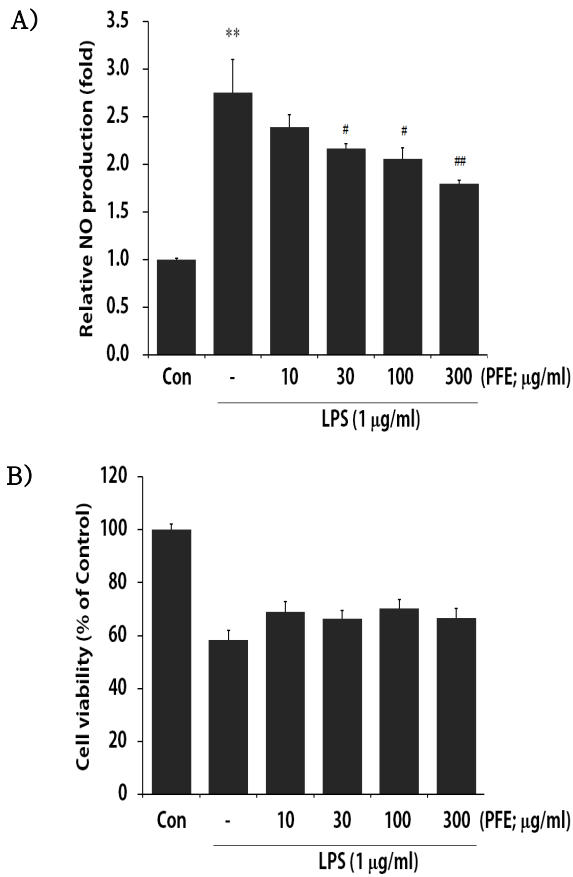 A)
Relative NO production (fold)
3.5
3.0
2.5
2.0
1.5
1.0
0.5
0.0
**
#
#
##
Con - 10 30 100 300 (PFE; μg/ml)
LPS (1 μg/ml)
B)
Cell viability (% of Control)
120
100
80
60
40
20
0
Con - 10 30 100 300 (PFE; μg/ml)
LPS (1 μg/ml)